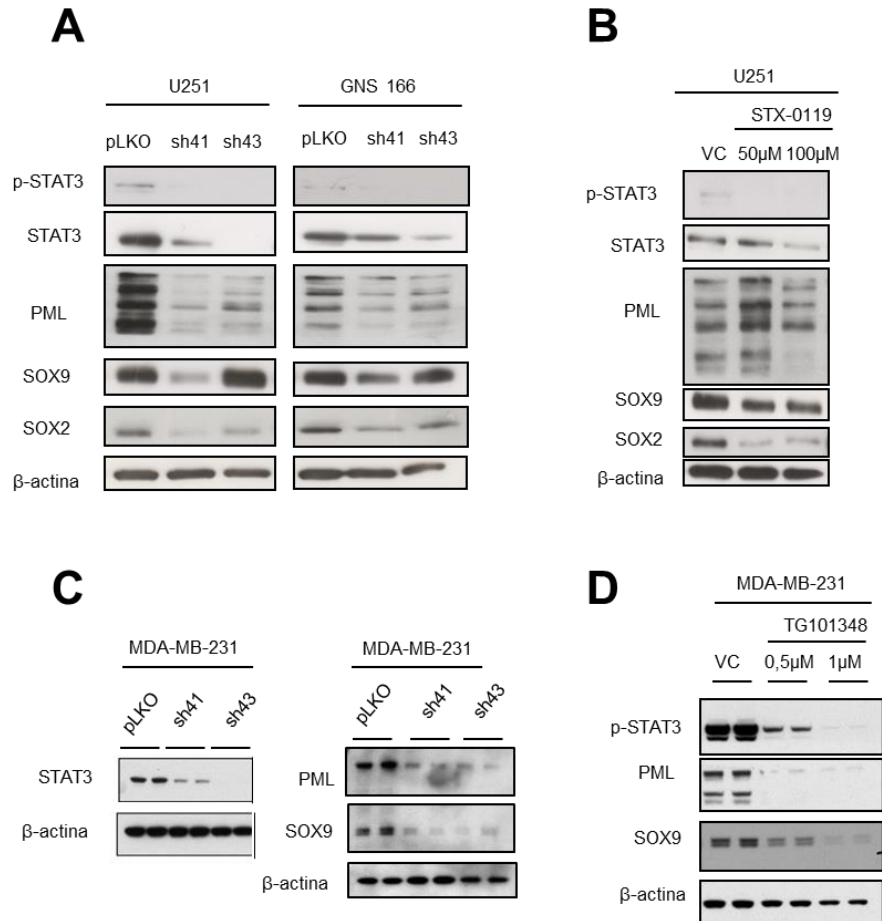 A
U251
GNS 166
pLKO sh41 sh43
pLKO sh41 sh43
p-STAT3
STAT3
PML
SOX9
SOX2
β-actina
B
U251
STX-0119
VC 50µM 100µM
p-STAT3
STAT3
PML
SOX9
SOX2
β-actina
C
MDA-MB-231
pLKO sh41 sh43
STAT3
β-actina
MDA-MB-231
pLKO sh41 sh43
PML
SOX9
β-actina
D
MDA-MB-231
TG101348
VC 0,5µM 1µM
p-STAT3
PML
SOX9
β-actina